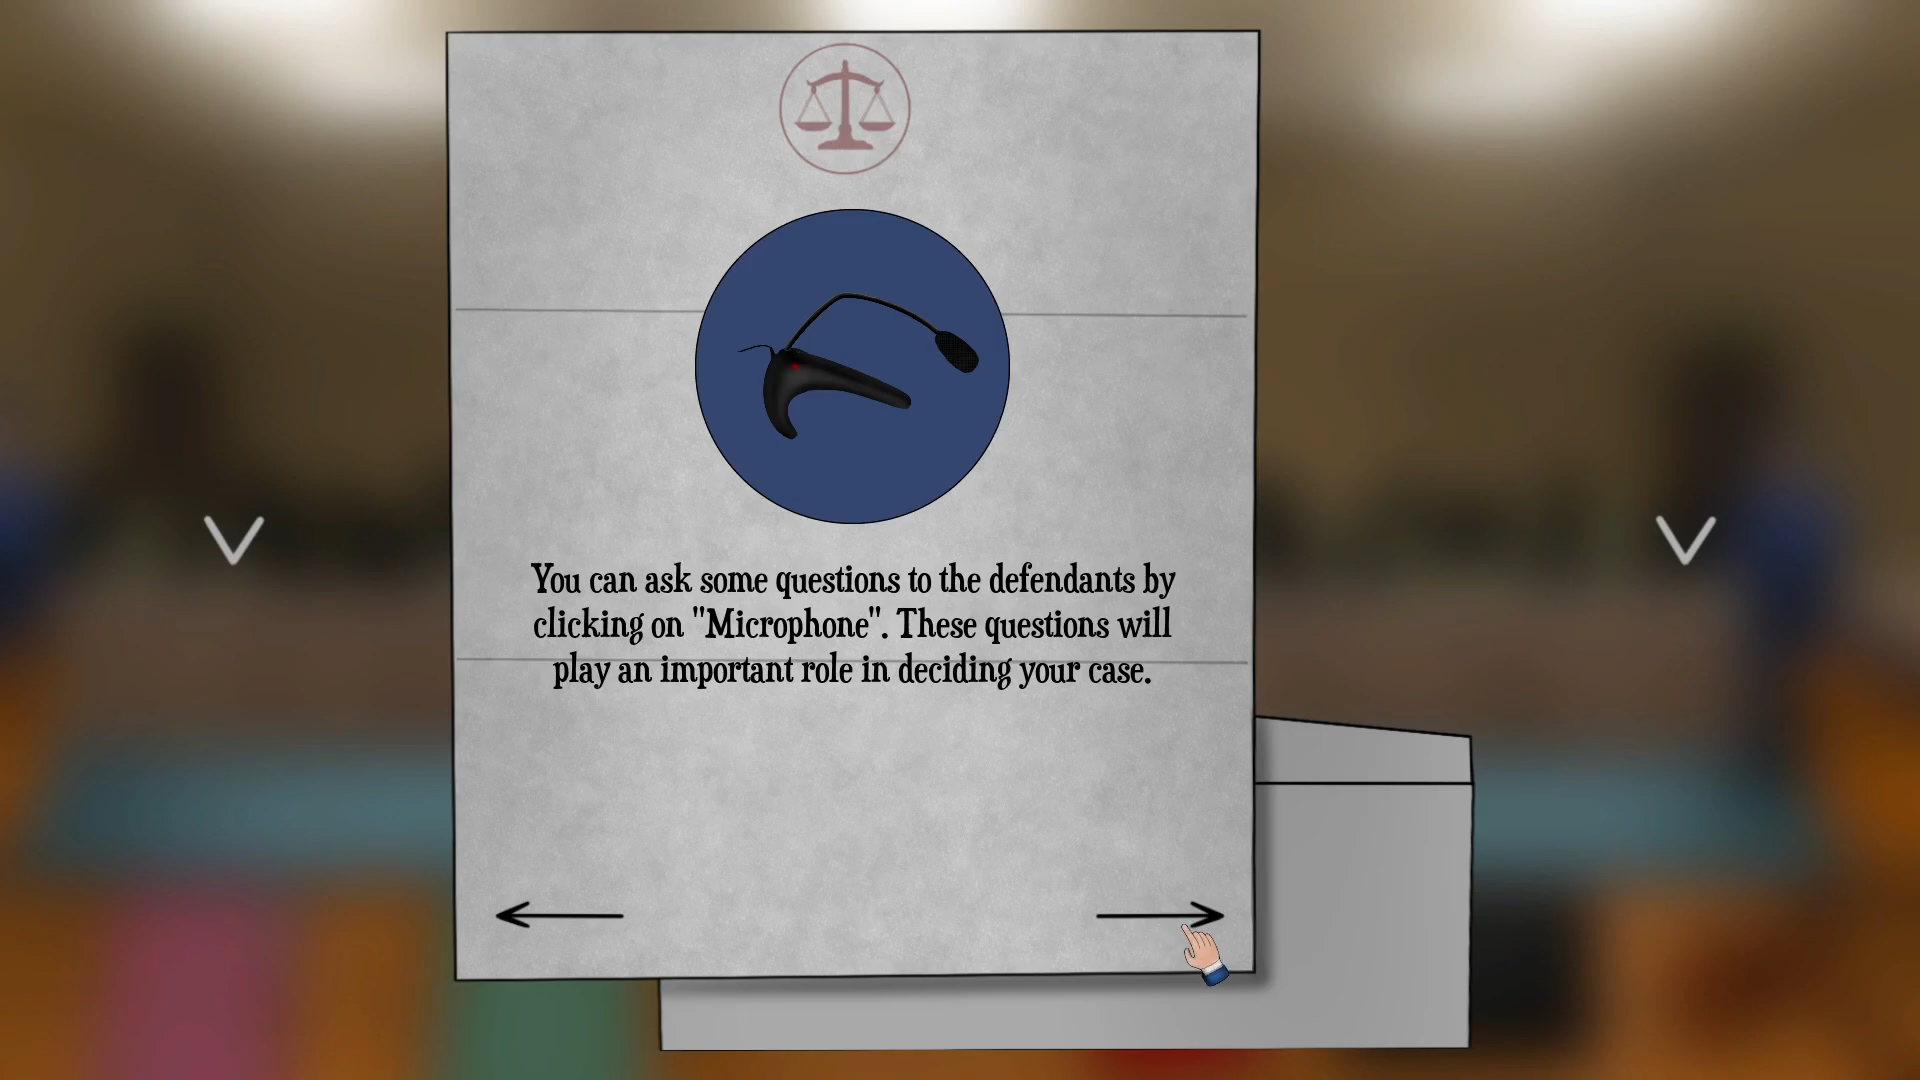 You can ask some questions to the defendants by
clicking on "Microphone". These questions will
play an important role in deciding your case.